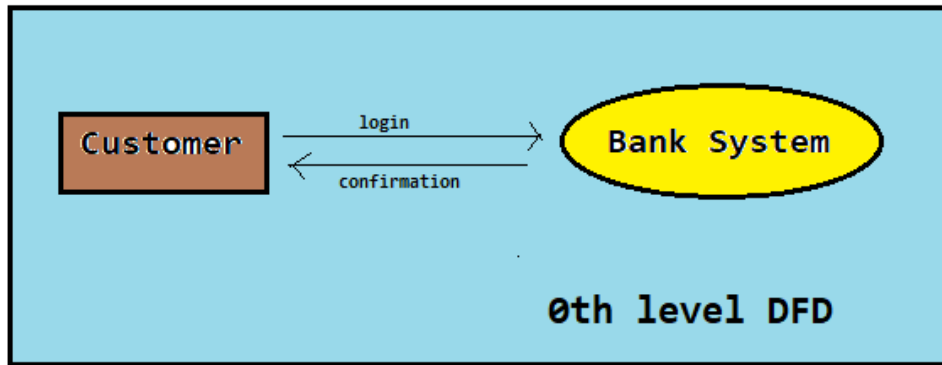 login
Customer
Bank System
confirmation
0th level DFD